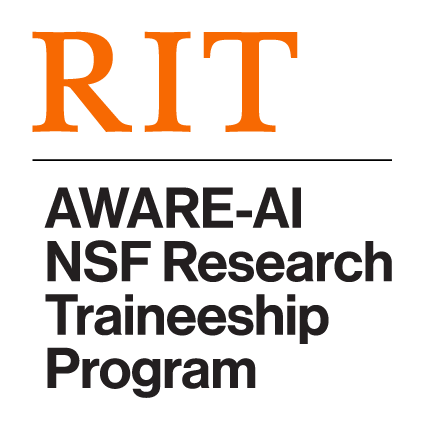 RIT
AWARE-AI
NSF Research
Traineeship
Program